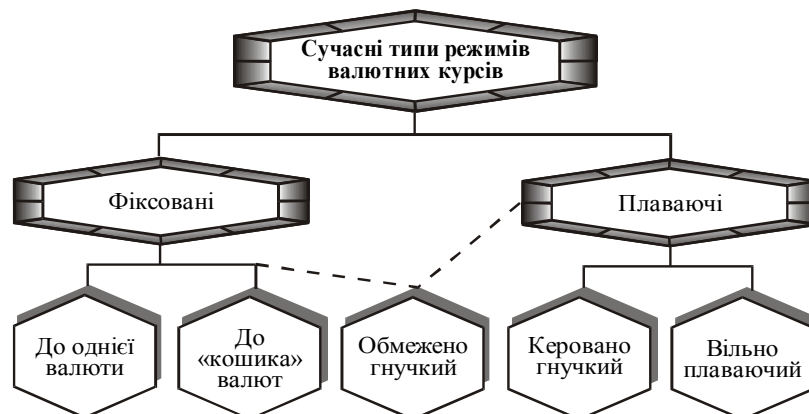 Сучасні типи режимів
валютних курсів
Фіксовані
Плаваючі
До однієї
валюти
До
«кошика»
валют
Обмежено
гнучкий
Керовано
гнучкий
Вільно
плаваючий